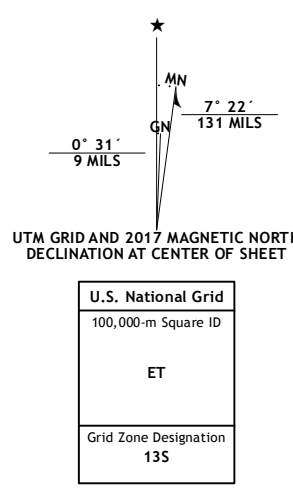 ★
MN
7° 22´
131 MILS
GN
0° 31´
9 MILS
UTM GRID AND 2017 MAGNETIC NORT
DECLINATION AT CENTER OF SHEET
U.S. National Grid
100,000-m Square ID
ET
Grid Zone Designation
13S